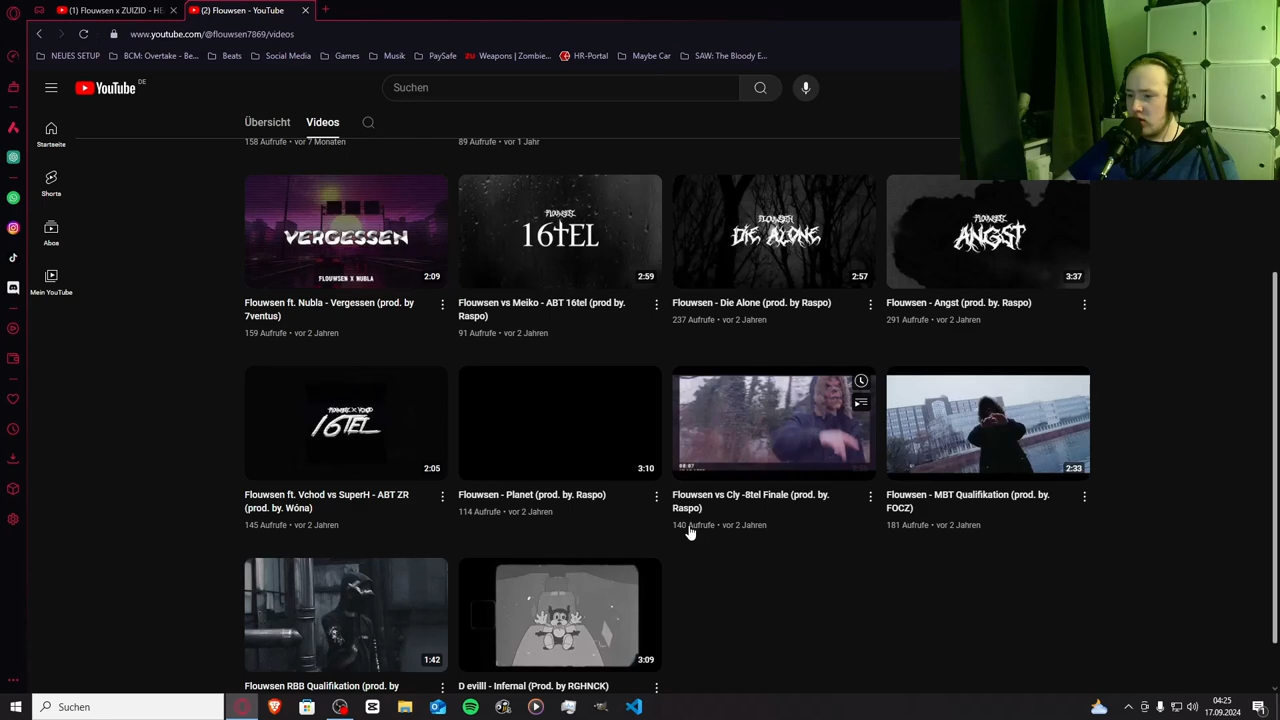 (1) Flouwsen x ZUIZID - HE
(2) Flouwsen - YouTube
www.youtube.com/@flouwsen7869/videos
NEUES SETUP BCM: Overtake - Be... Beats Social Media Games Musik PaySafe Weapons | Zombie... HR-Portal Maybe Car SAW: The Bloody E...
YouTube DE
Suchen
Startseite
Shorts
Abos
Mein YouTube
Übersicht Videos
158 Aufrufe • vor 7 Monaten
89 Aufrufe • vor 1 Jahr
VERGESSEN
FLOUWSEN X NUBLA
2:09
FLOUWSEN
16TEL
2:59
FLOUWSEN
DIE ALONE
2:57
FLOUWSEN
ANGST
3:37
Flouwsen ft. Nubla - Vergessen (prod. by
7ventus)
159 Aufrufe • vor 2 Jahren
Flouwsen vs Meiko - ABT 16tel (prod by.
Raspo)
91 Aufrufe • vor 2 Jahren
Flouwsen - Die Alone (prod. by Raspo)
237 Aufrufe • vor 2 Jahren
Flouwsen - Angst (prod. by. Raspo)
291 Aufrufe • vor 2 Jahren
FLOUWSEN X VCHOD
16TEL
2:05
3:10
2:33
Flouwsen ft. Vchod vs SuperH - ABT ZR
(prod. by. Wóna)
145 Aufrufe • vor 2 Jahren
Flouwsen - Planet (prod. by. Raspo)
114 Aufrufe • vor 2 Jahren
Flouwsen vs Cly -8tel Finale (prod. by.
Raspo)
140 Aufrufe • vor 2 Jahren
Flouwsen - MBT Qualifikation (prod. by.
FOCZ)
181 Aufrufe • vor 2 Jahren
1:42
3:09
Flouwsen RBB Qualifikation (prod. by
D evilll - Infernal (Prod. by RGHNCK)
Suchen
04:25
17.09.2024